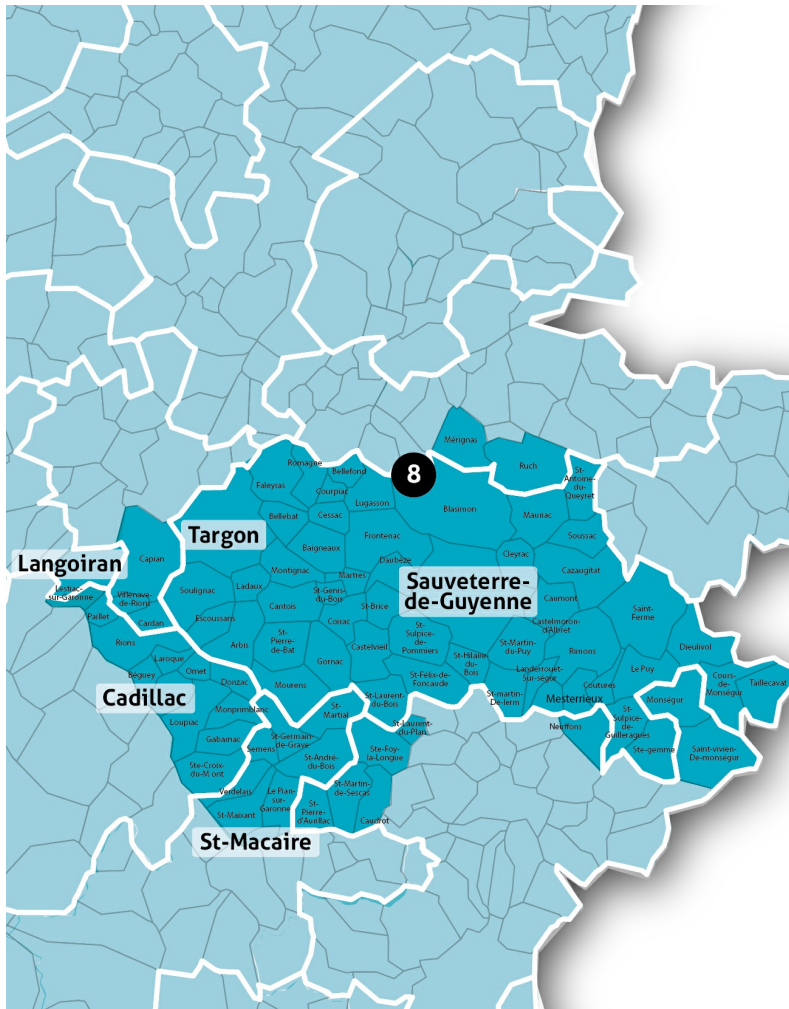 Mérignas
Ruch
8
St-
Antoine-
du-
Queyret
Romagne
Bellefond
Faleyras
Courpiac
Lugasson
Blasimon
Bellebat
Cessac
Mauriac
Targon
Frontenac
Soussac
Baigneaux
Cleyrac
Capian
Daubèze
Langoiran
Montignac
Martres
Cazaugitat
Lestiac-
sur-Garonne
Villenave-
de-Rions
Soulignac
Ladaux
St-Genis-
du-Bois
Sauveterre-
de-Guyenne
Caumont
Paillet
Cardan
Escoussans
Cantois
St-Brice
Saint-
Ferme
Rions
Arbis
St-
Pierre-
de-Bat
Coirac
Castelviel
St-
Sulpice-
de-
Pommiers
Castelmoron-
d'Albret
St-Martin-
du-Puy
Rimons
Dieulivol
Laroque
Gornac
St-Hilaire
du-
Bois
Béguey
Omet
Donzac
Mourens
St-Félix-de-
Foncaude
Landerrouët-
Sur-ségur
Le Puy
Cours-
de-
Monségur
Taillecavat
Cadillac
Coutures
Monprimblanc
St-
Martial
St-Laurent-
du-Bois
St-martin-
De-lerm
Mesterrieux
Monségur
Loupiac
St-Laurent-
du-Plan
Neuffons
St-
Sulpice-
de-
Guilleragues
Gabarnac
Semens
St-Germain-
de-Grave
Ste-Foy-
la-Longue
Ste-gemme
Saint-vivien-
De-monsegur
Ste-Croix-
du-Mont
St-André-
du-Bois
Verdelais
Le Pian-
sur-
Garonne
St-Martin-
de-Sescas
St-Maixant
St-
Pierre-
d'Aurillac
Caudrot
St-Macaire